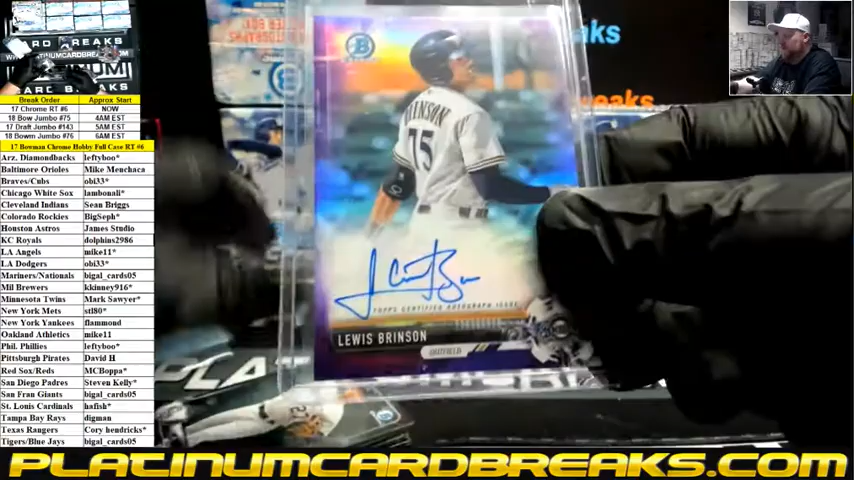 Break Order Approx Start
17 Chrome RT #6 NOW
18 Bow Jumbo #75 4AM EST
17 Draft Jumbo #143 5AM EST
18 Bowm Jumbo #76 6AM EST
17 Bowman Chrome Hobby Full Case RT #6
Arz. Diamondbacks leftyboo*
Baltimore Orioles Mike Menchaca
Braves/Cubs obi33*
Chicago White Sox lambonali*
Cleveland Indians Sean Briggs
Colorado Rockies BigSeph*
Houston Astros James Studio
KC Royals dolphins2986
LA Angels mike11*
LA Dodgers obi33*
Mariners/Nationals bigal_cards05
Mil Brewers kkinney916*
Minnesota Twins Mark Sawyer*
New York Mets stl80*
New York Yankees flammond
Oakland Athletics mike11
Phil. Phillies leftyboo*
Pittsburgh Pirates David H
Red Sox/Reds MCBoppa*
San Diego Padres Steven Kelly*
San Fran Giants bigal_cards05
St. Louis Cardinals hafish*
Tampa Bay Rays digman
Texas Rangers Cory hendricks*
Tigers/Blue Jays bigal_cards05
BRINSON
75
TOPPS CERTIFIED AUTOGRAPH ISSUE
LEWIS BRINSON
OUTFIELD
PLATINUMCARDBREAKS.COM